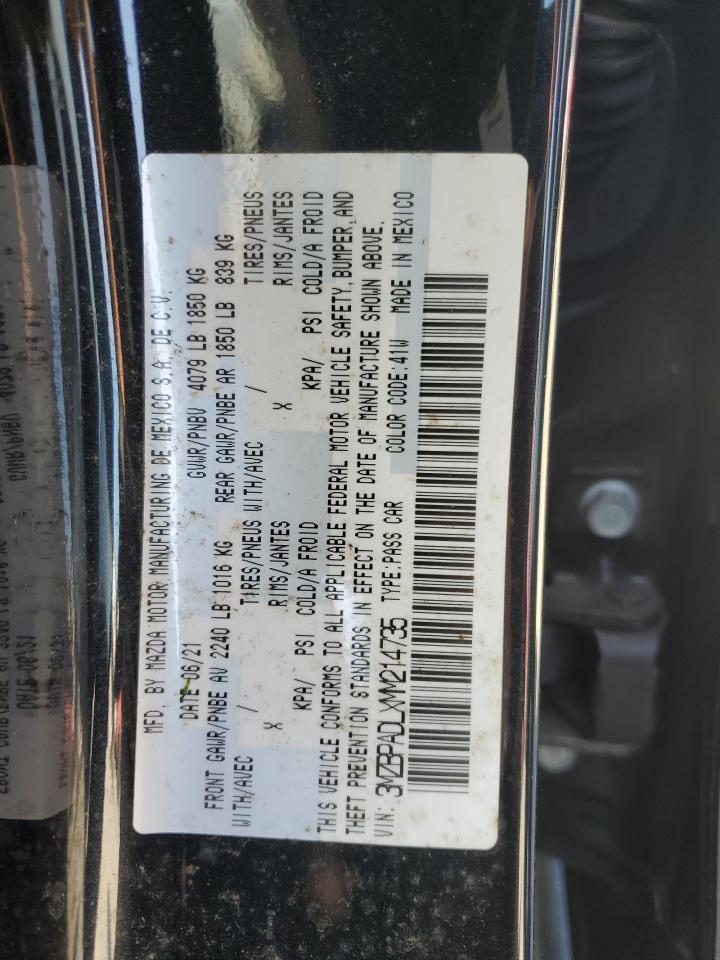 MFD. BY MAZDA MOTOR MANUFACTURING DE MEXICO S.A. DE C.V.
DATE 06/21 GVWR/PNBV 4079 LB 1850 KG
FRONT GAWR/PNBE AV 2240 LB 1016 KG REAR GAWR/PNBE AR 1850 LB 839 KG
WITH/AVEC / TIRES/PNEUS WITH/AVEC / TIRES/PNEUS
X RIMS/JANTES X RIMS/JANTES
KPA/ PSI COLD/A FROID KPA/ PSI COLD/A FROID
THIS VEHICLE CONFORMS TO ALL APPLICABLE FEDERAL MOTOR VEHICLE SAFETY, BUMPER, AND
THEFT PREVENTION STANDARDS IN EFFECT ON THE DATE OF MANUFACTURE SHOWN ABOVE.
VIN: 3MZBPADLXMM214735 TYPE:PASS CAR COLOR CODE:41W MADE IN MEXICO